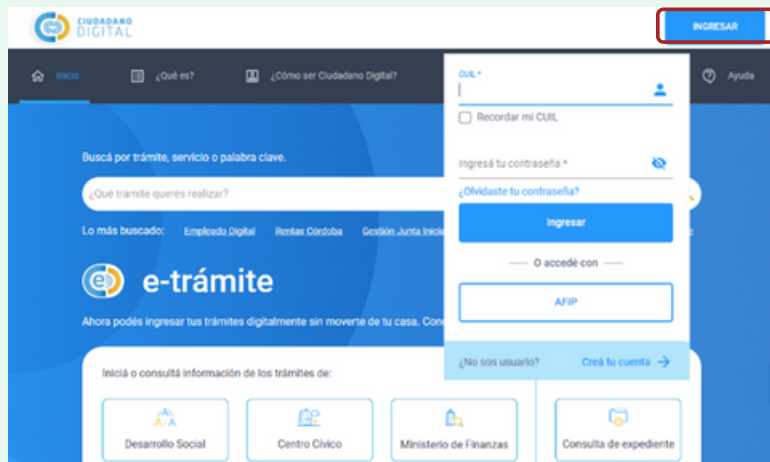 CIUDADANO
DIGITAL
INGRESAR
Inicio
¿Qué es?
¿Cómo ser Ciudadano Digital?
Ayuda
CUIL *
Recordar mi CUIL
Ingresá tu contraseña *
¿Olvidaste tu contraseña?
Ingresar
O accedé con
AFIP
¿No sos usuario?
Creá tu cuenta
Buscá por trámite, servicio o palabra clave.
¿Qué trámite querés realizar?
Lo más buscado: Empleado Digital Rentas Córdoba Gestión Junta
e-trámite
Ahora podés ingresar tus trámites digitalmente sin moverte de tu casa.
Iniciá o consultá información de los trámites de:
Desarrollo Social
Centro Cívico
Ministerio de Finanzas
Consulta de expediente